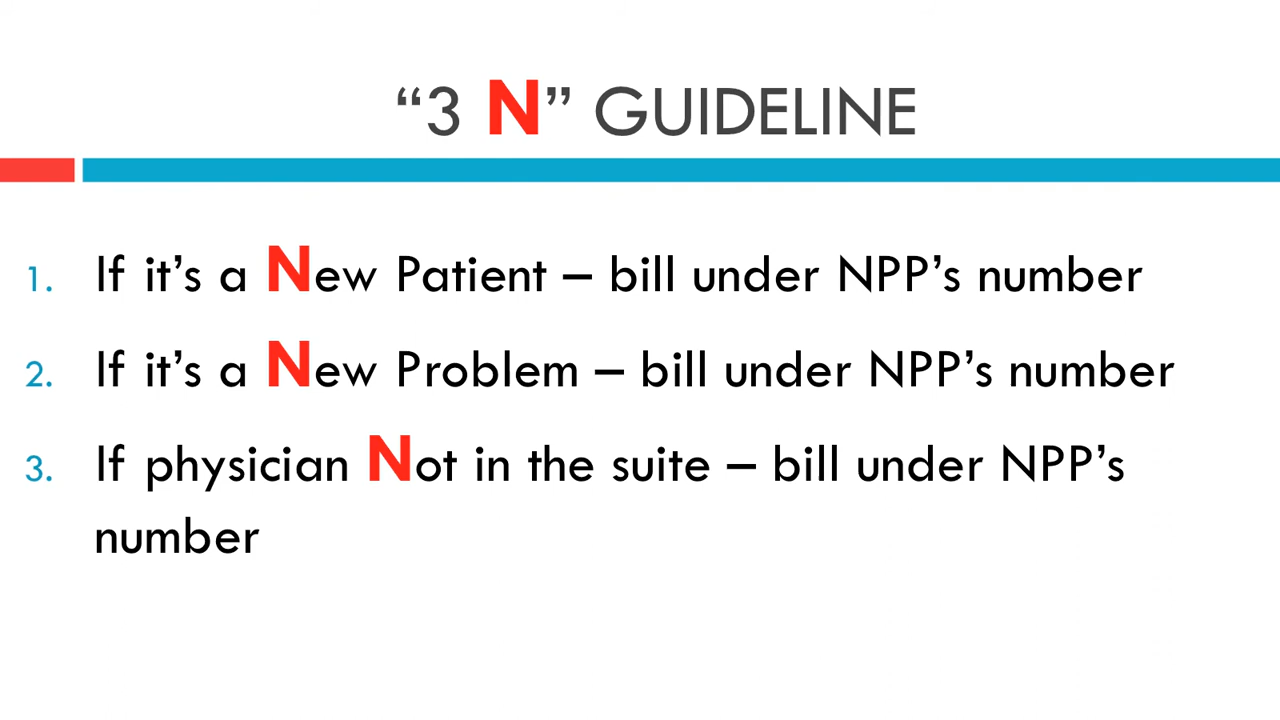 “3 N” GUIDELINE
1. If it’s a New Patient – bill under NPP’s number
2. If it’s a New Problem – bill under NPP’s number
3. If physician Not in the suite – bill under NPP’s
number